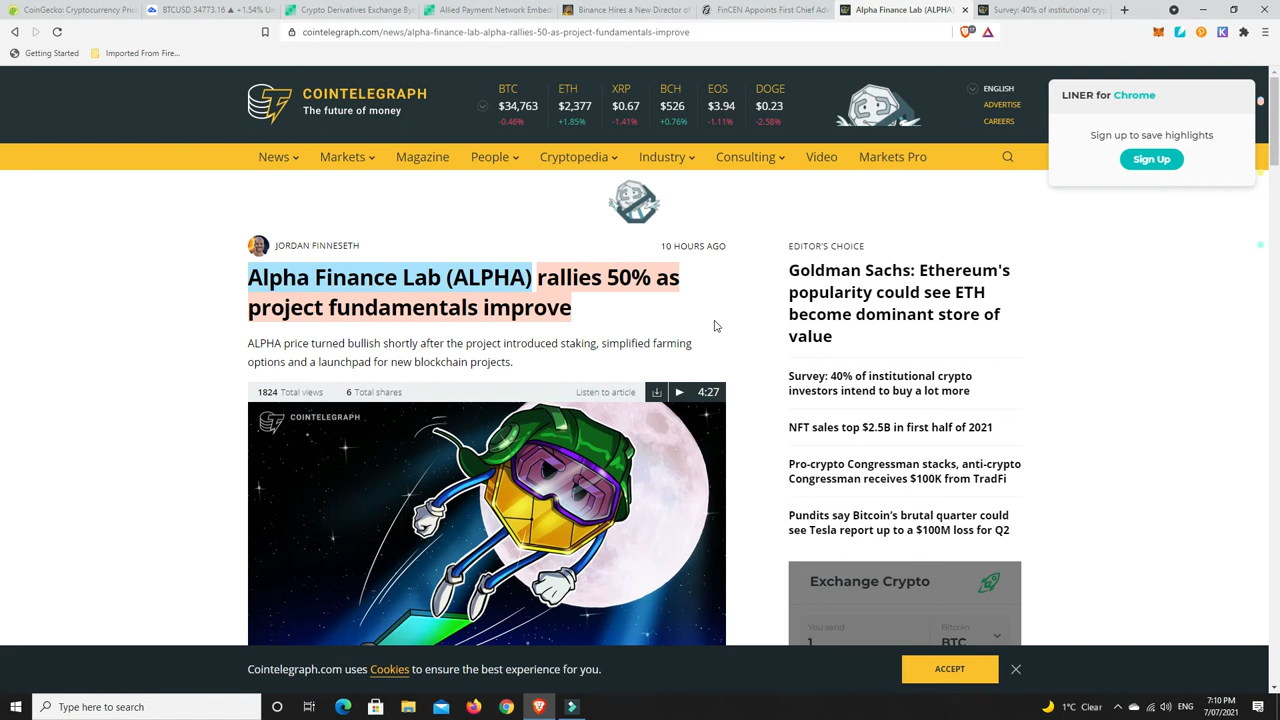 CoinGecko: Cryptocurrency Pric
BTCUSD 34773.16 ▲ +1.54% Un
Crypto Derivatives Exchange Byb
Allied Payment Network Embed
Binance Hires a New Director of
FinCEN Appoints First Chief Adv
Alpha Finance Lab (ALPHA)
Survey: 40% of institutional cryp
cointelegraph.com/news/alpha-finance-lab-alpha-rallies-50-as-project-fundamentals-improve
Getting Started
Imported From Fire...
COINTELEGRAPH
The future of money
BTC ETH XRP BCH EOS DOGE
$34,763 $2,377 $0.67 $526 $3.94 $0.23
-0.46% +1.85% -1.41% +0.76% -1.11% -2.58%
ENGLISH
ADVERTISE
CAREERS
LINER for Chrome
Sign up to save highlights
Sign Up
News Markets Magazine People Cryptopedia Industry Consulting Video Markets Pro
JORDAN FINNESETH
10 HOURS AGO
Alpha Finance Lab (ALPHA) rallies 50% as
project fundamentals improve
ALPHA price turned bullish shortly after the project introduced staking, simplified farming
options and a launchpad for new blockchain projects.
1824 Total views 6 Total shares
Listen to article
4:27
COINTELEGRAPH
EDITOR'S CHOICE
Goldman Sachs: Ethereum's
popularity could see ETH
become dominant store of
value
Survey: 40% of institutional crypto
investors intend to buy a lot more
NFT sales top $2.5B in first half of 2021
Pro-crypto Congressman stacks, anti-crypto
Congressman receives $100K from TradFi
Pundits say Bitcoin's brutal quarter could
see Tesla report up to a $100M loss for Q2
Exchange Crypto
You send
1
Bitcoin
BTC
Cointelegraph.com uses Cookies to ensure the best experience for you.
ACCEPT
Type here to search
1°C Clear
ENG
7:10 PM
7/07/2021